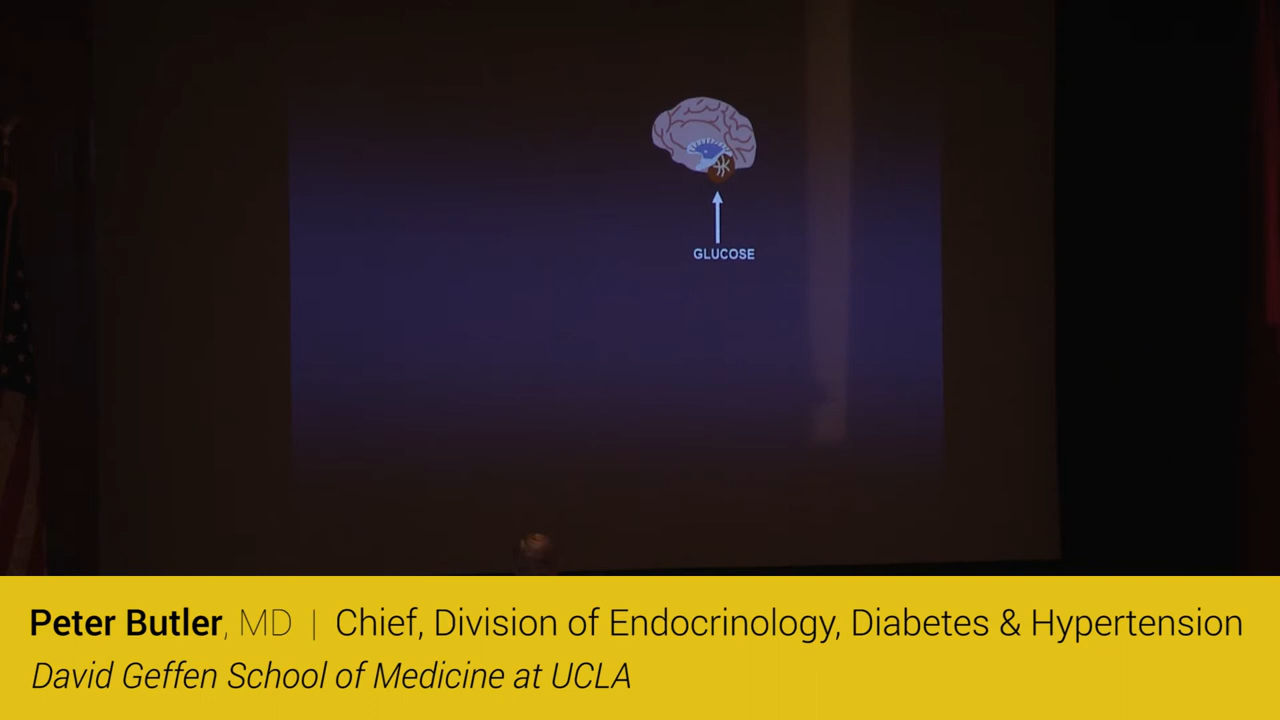 GLUCOSE
Peter Butler, MD | Chief, Division of Endocrinology, Diabetes & Hypertension
David Geffen School of Medicine at UCLA